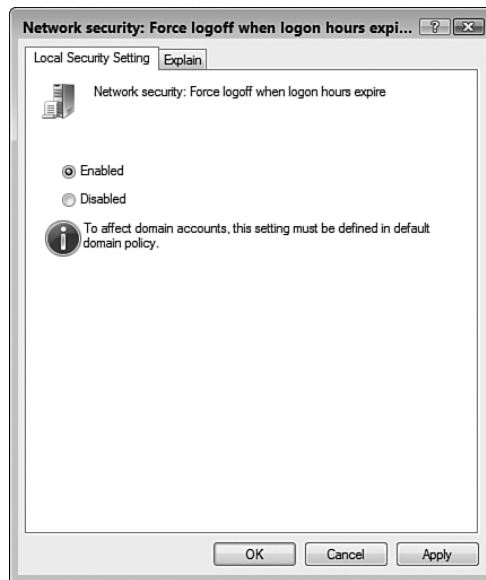 Network security: Force logoff when logon hours expi...
Local Security Setting
Explain
Network security: Force logoff when logon hours expire
Enabled
Disabled
To affect domain accounts, this setting must be defined in default
domain policy.
OK
Cancel
Apply